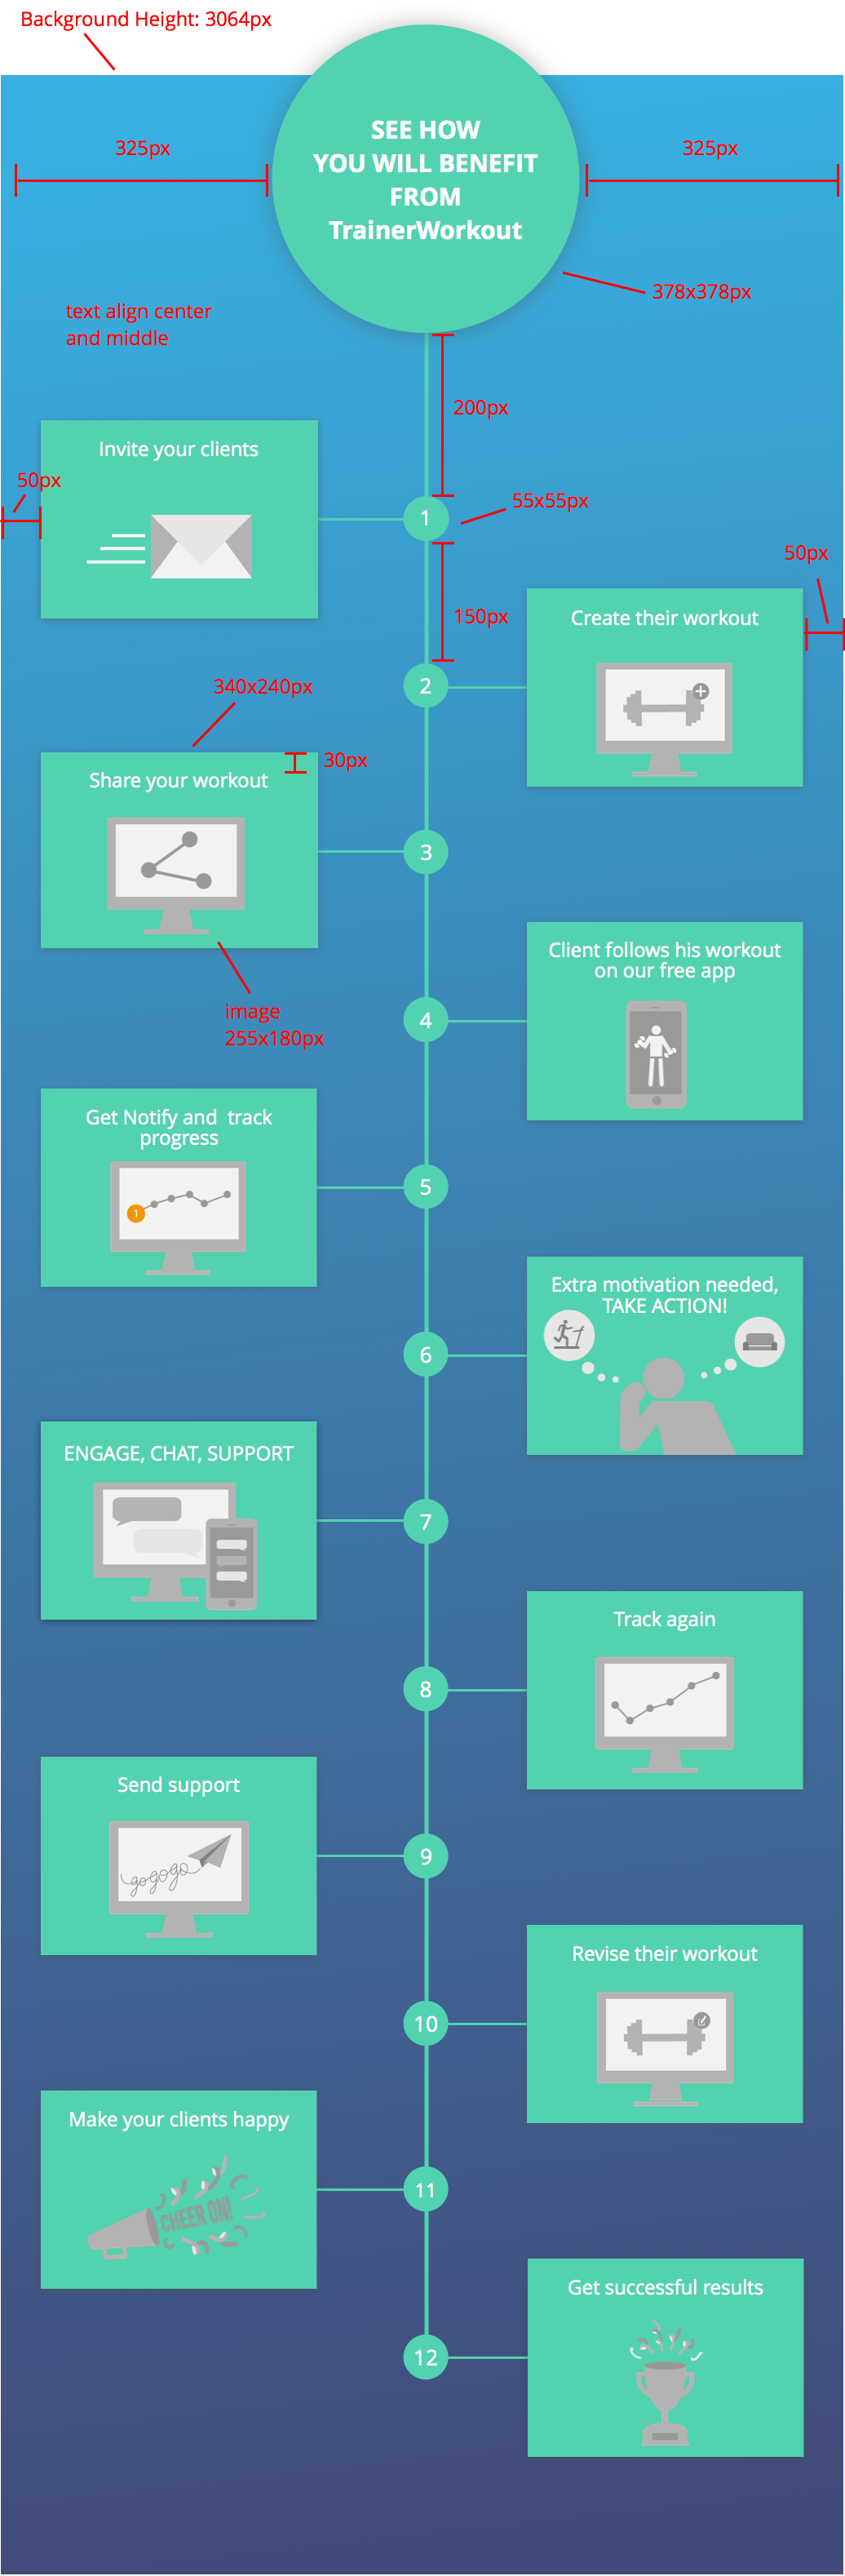 Background Height: 3064px
SEE HOW
YOU WILL BENEFIT
FROM
TrainerWorkout
325px
325px
378x378px
text align center
and middle
200px
Invite your clients
50px
1
55x55px
50px
150px
Create their workout
2
340x240px
30px
Share your workout
3
image
255x180px
Client follows his workout
on our free app
4
Get Notify and  track
progress
1
5
Extra motivation needed,
TAKE ACTION!
6
ENGAGE, CHAT, SUPPORT
7
Track again
8
Send support
gogogo
9
Revise their workout
10
Make your clients happy
CHEER ON!
11
Get successful results
12